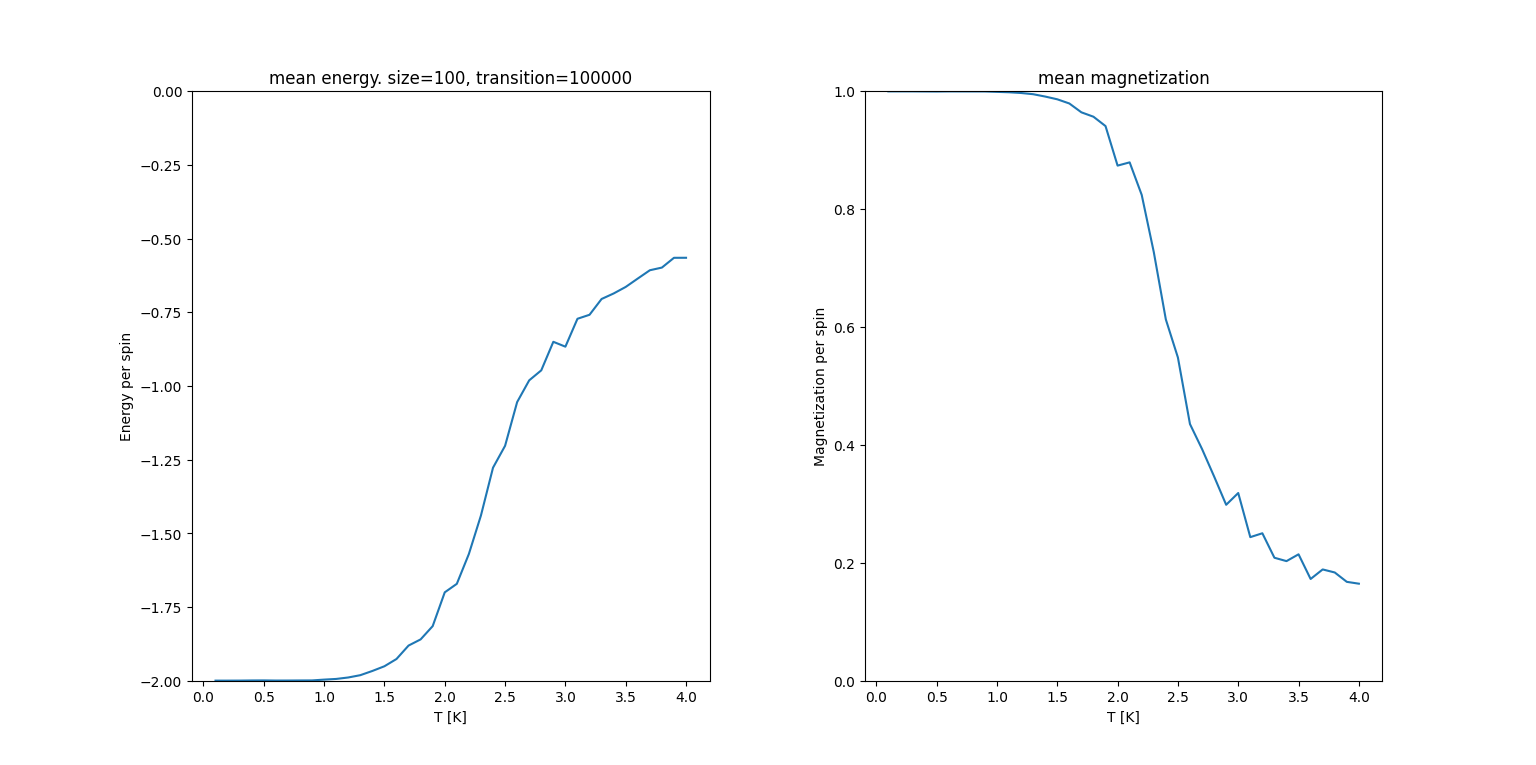 mean energy. size=100, transition=100000
0.00
−0.25
−0.50
−0.75
−1.00
−1.25
−1.50
−1.75
−2.00
Energy per spin
0.0 0.5 1.0 1.5 2.0 2.5 3.0 3.5 4.0
T [K]
mean magnetization
1.0
0.8
0.6
0.4
0.2
0.0
Magnetization per spin
0.0 0.5 1.0 1.5 2.0 2.5 3.0 3.5 4.0
T [K]